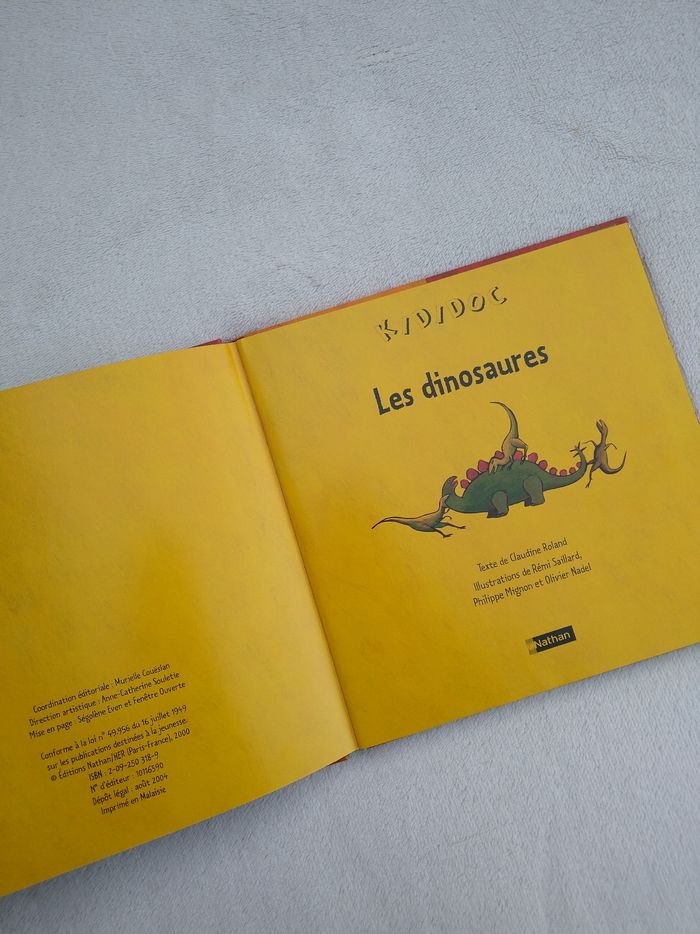 Coordination éditoriale : Murielle Couëslan
Direction artistique : Anne-Catherine Souletie
Mise en page : Ségolène Even et Fenêtre Ouverte
Conforme à la loi n° 49.956 du 16 juillet 1949
sur les publications destinées à la jeunesse.
© Éditions Nathan/HER (Paris-France), 2000
ISBN : 2-09-250 318-9
N° d'éditeur : 10116590
Dépôt légal : août 2004
Imprimé en Malaisie
KIDIDOC
Les dinosaures
Texte de Claudine Roland
Illustrations de Rémi Saillard,
Philippe Mignon et Olivier Nadel
Nathan